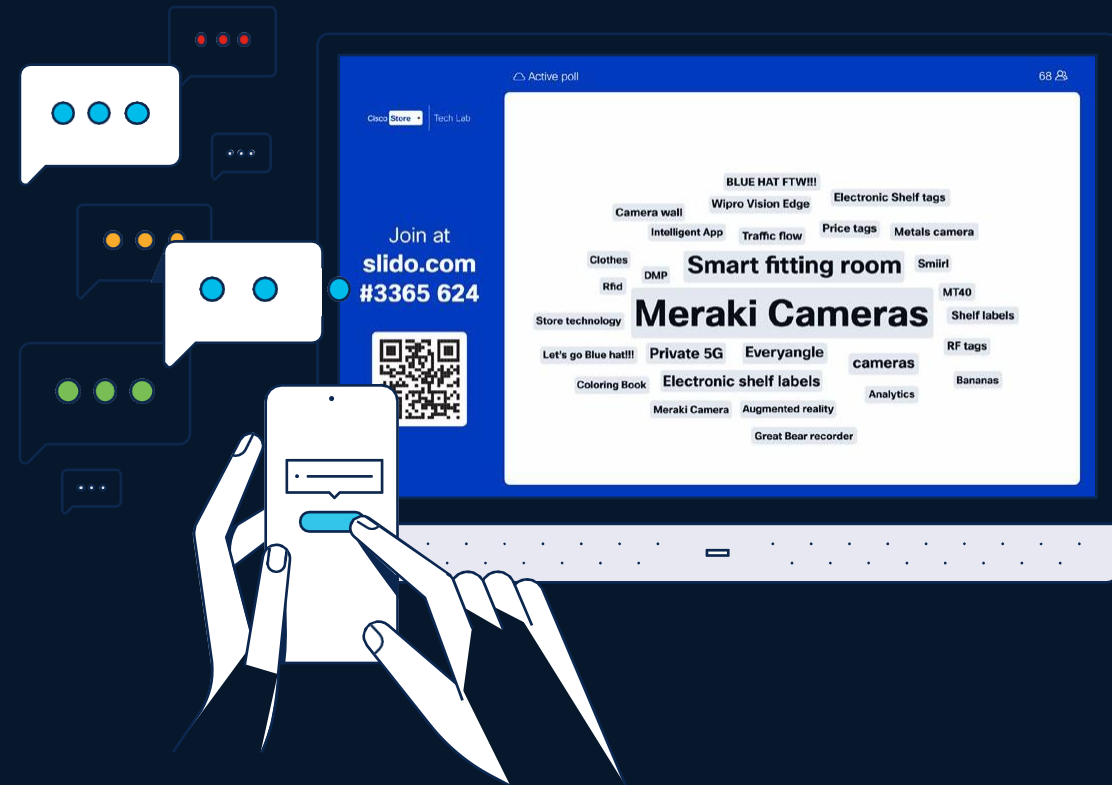 Active poll
68
Cisco Store Tech Lab
Join at
slido.com
#3365 624
BLUE HAT FTW!!!
Electronic Shelf tags
Wipro Vision Edge
Camera wall
Price tags
Intelligent App
Traffic flow
Metals camera
Clothes
DMP
Smart fitting room
Smiirl
Rfid
MT40
Meraki Cameras
Store technology
Shelf labels
Let's go Blue hat!!!
Private 5G
Everyangle
RF tags
cameras
Coloring Book
Electronic shelf labels
Bananas
Analytics
Meraki Camera
Augmented reality
Great Bear recorder